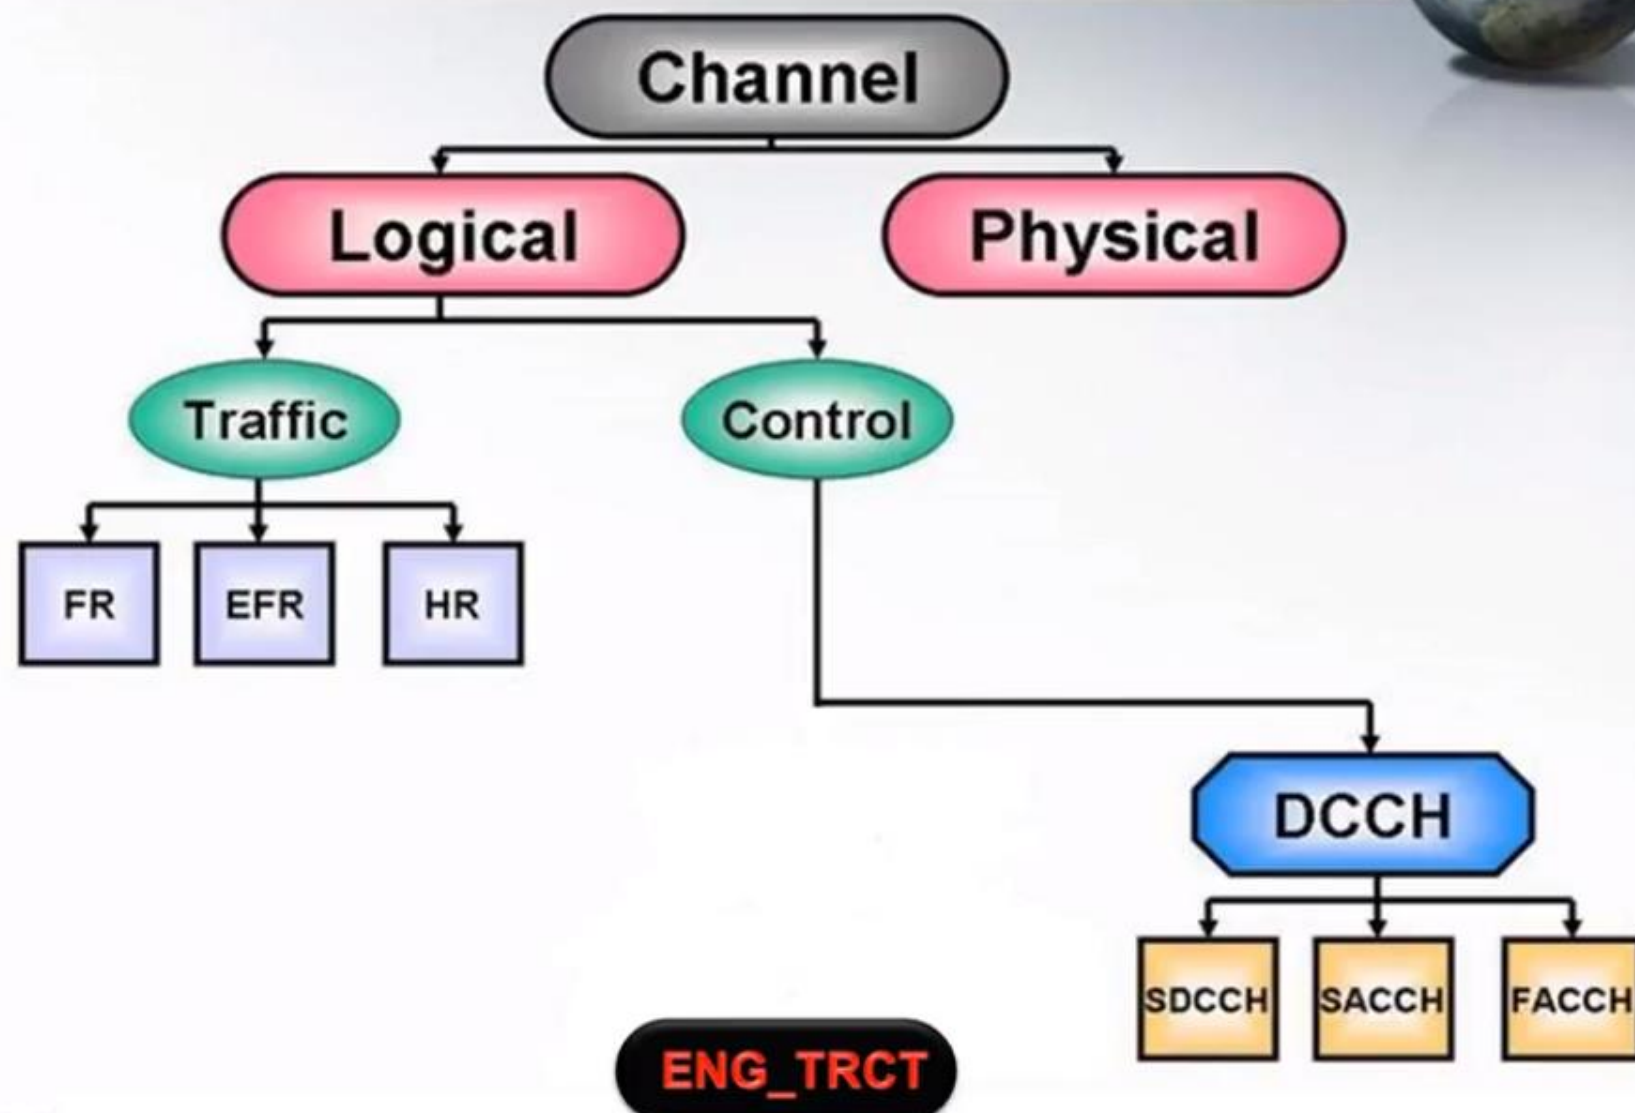 Channel
Logical
Physical
Traffic
Control
FR
EFR
HR
DCCH
SDCCH
SACCH
FACCH
ENG_TRCT